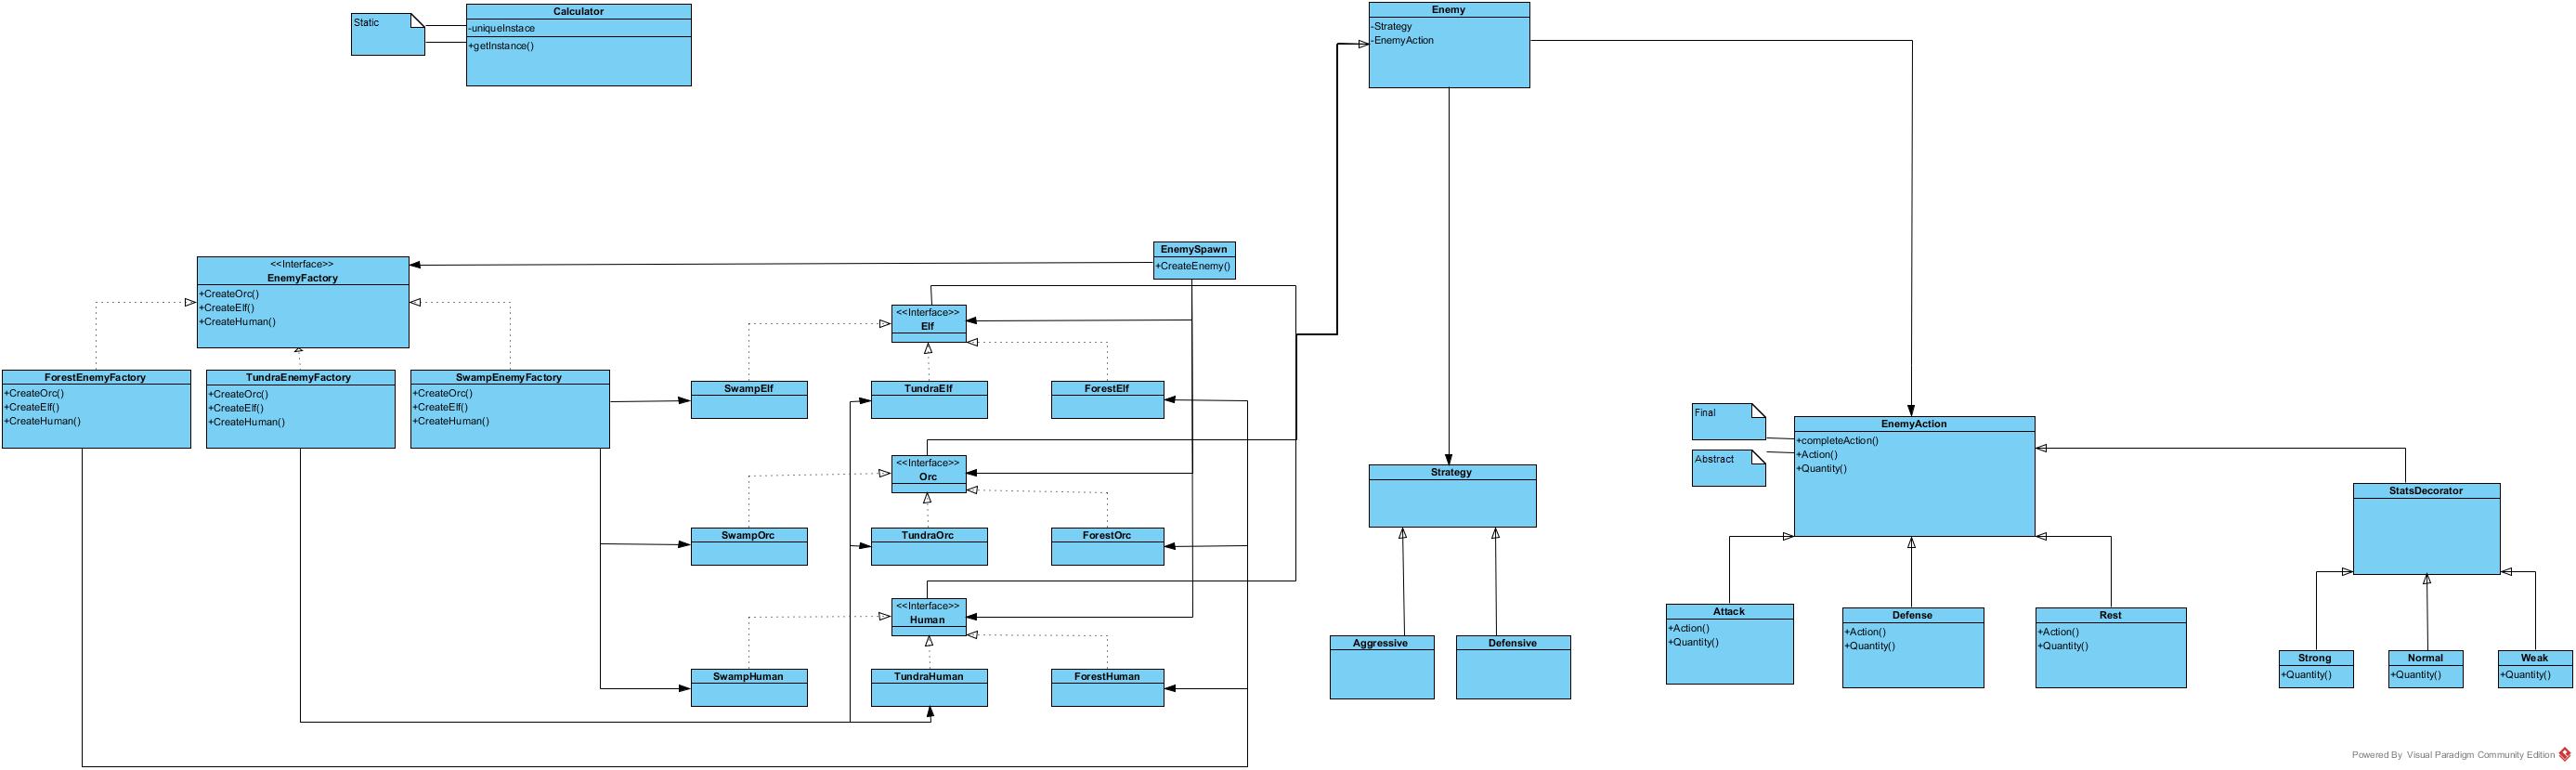 Static
Calculator
-uniqueInstace
+getInstance()
Enemy
-Strategy
-EnemyAction
EnemySpawn
+CreateEnemy()
<<Interface>>
EnemyFactory
+CreateOrc()
+CreateElf()
+CreateHuman()
ForestEnemyFactory
+CreateOrc()
+CreateElf()
+CreateHuman()
TundraEnemyFactory
+CreateOrc()
+CreateElf()
+CreateHuman()
SwampEnemyFactory
+CreateOrc()
+CreateElf()
+CreateHuman()
<<Interface>>
Elf
SwampElf
TundraElf
ForestElf
<<Interface>>
Orc
SwampOrc
TundraOrc
ForestOrc
<<Interface>>
Human
SwampHuman
TundraHuman
ForestHuman
Strategy
Aggressive
Defensive
Final
Abstract
EnemyAction
+completeAction()
+Action()
+Quantity()
Attack
+Action()
+Quantity()
Defense
+Action()
+Quantity()
Rest
+Action()
+Quantity()
StatsDecorator
Strong
+Quantity()
Normal
+Quantity()
Weak
+Quantity()
Powered By Visual Paradigm Community Edition